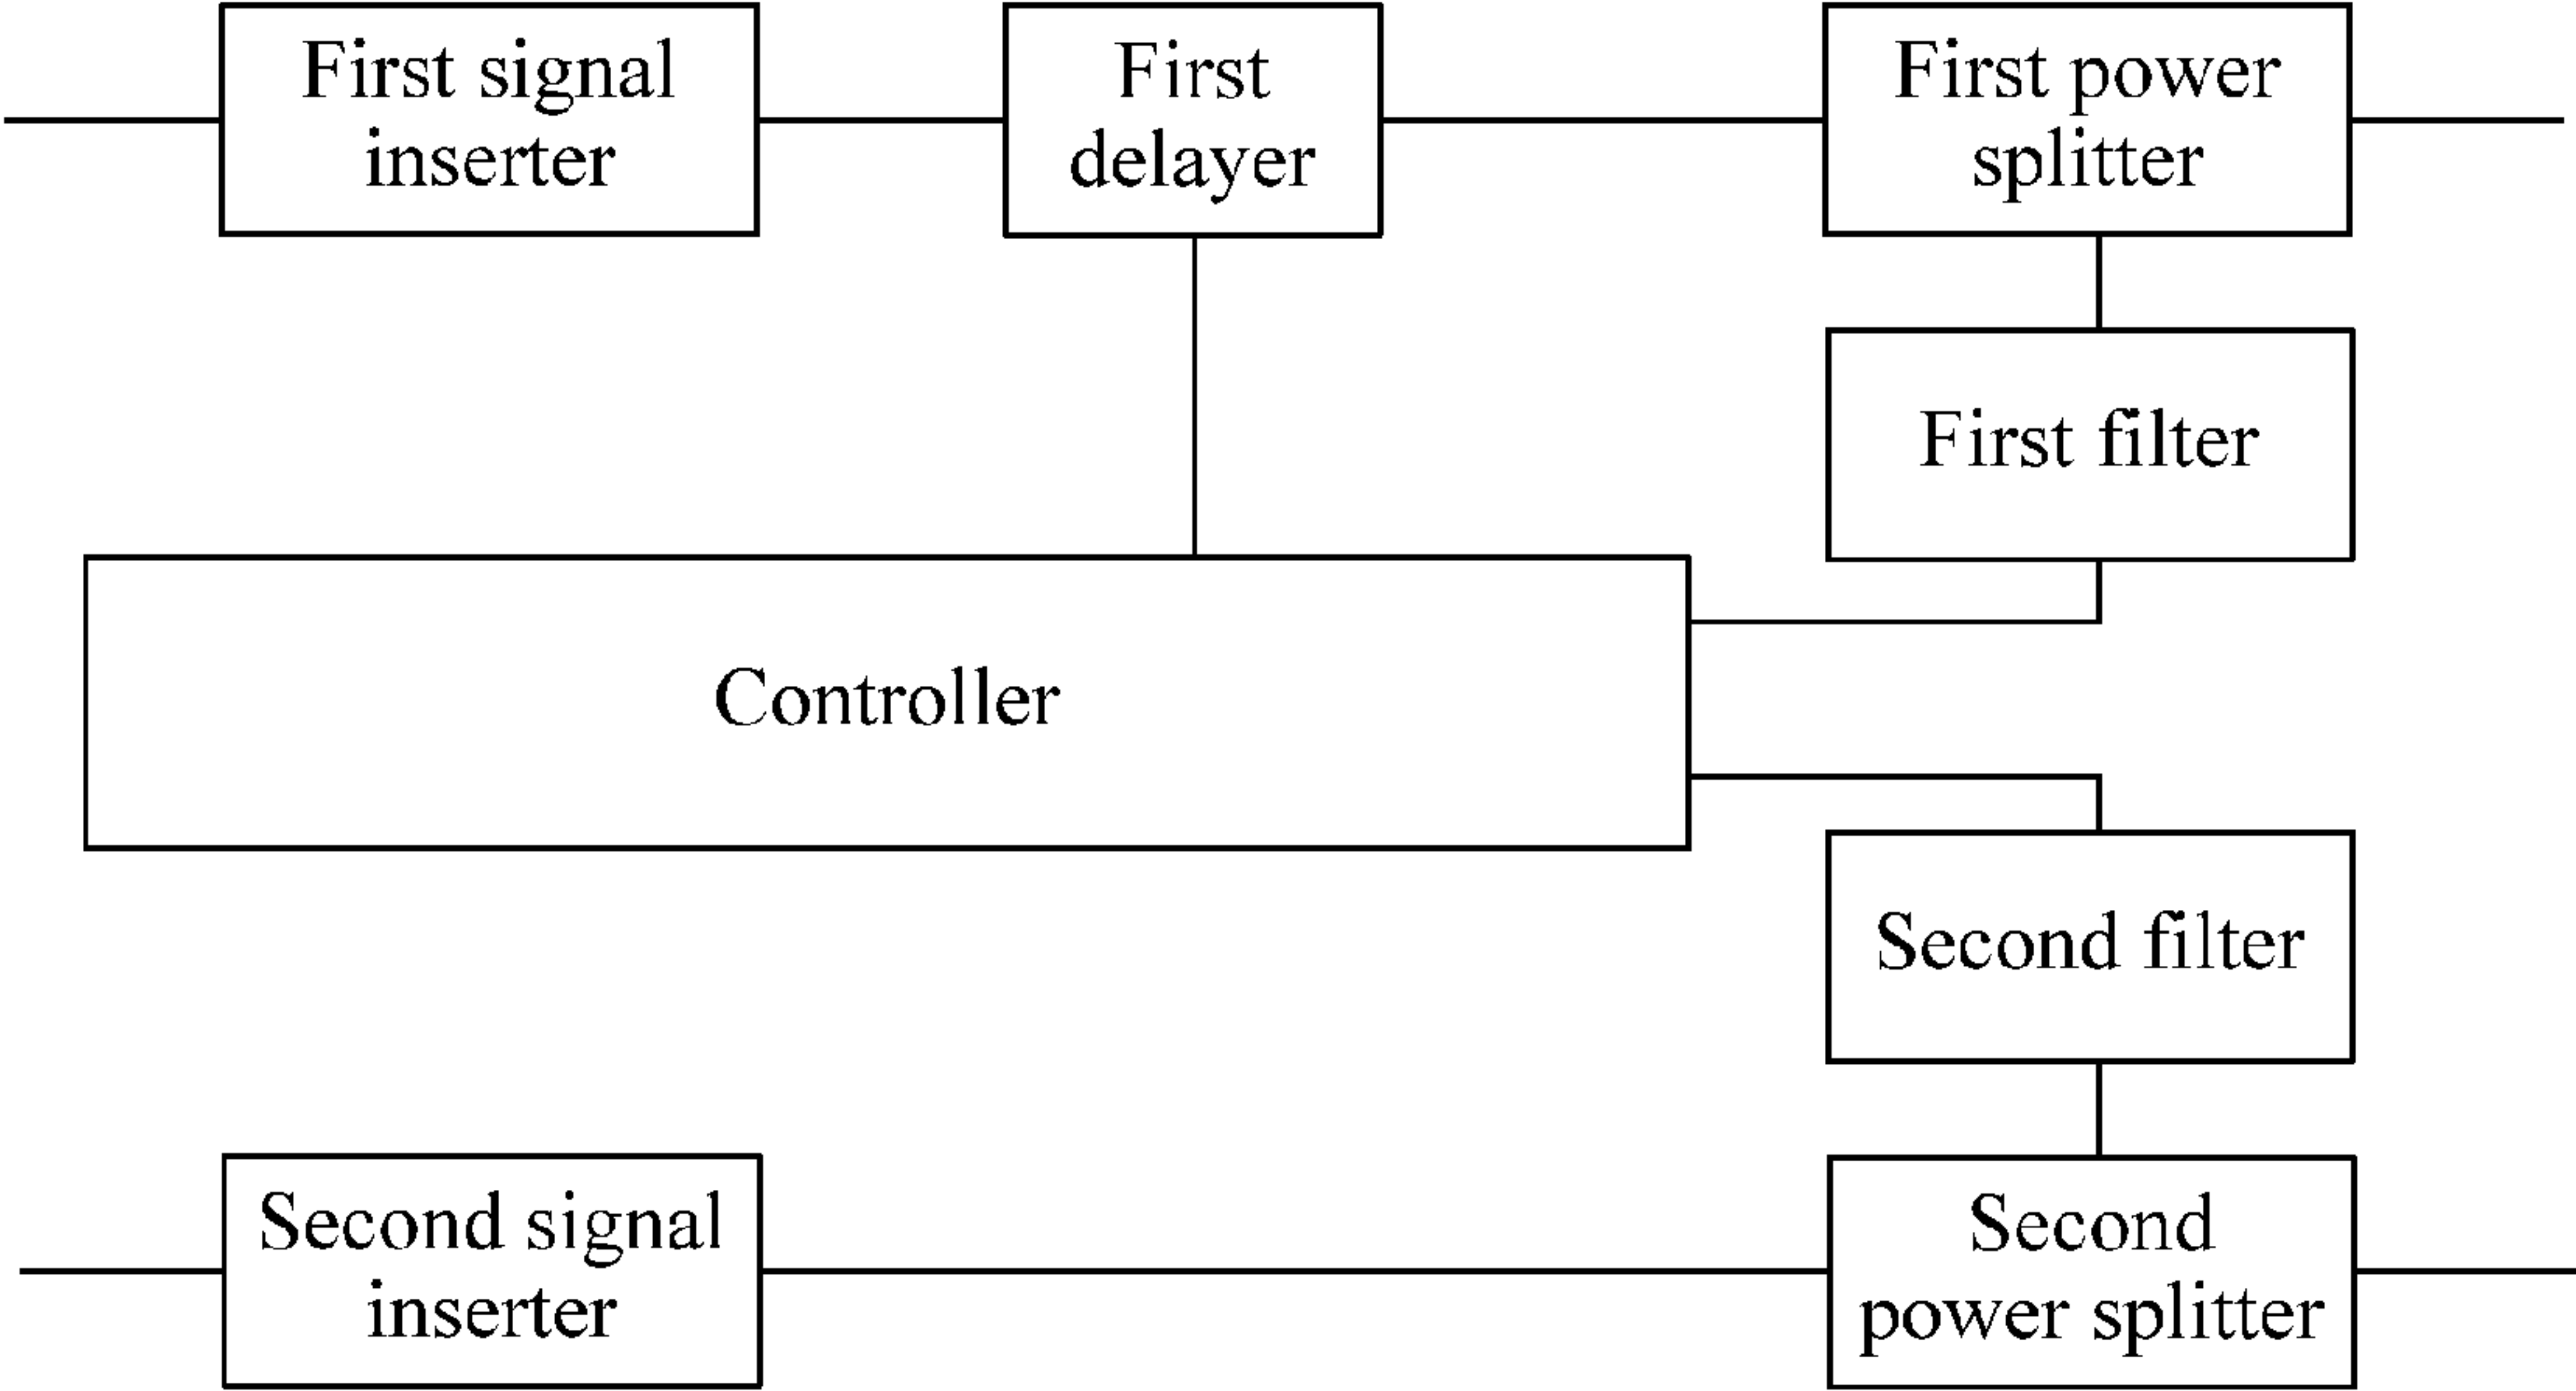 First signal
inserter
First
delayer
First power
splitter
First filter
Controller
Second filter
Second signal
inserter
Second
power splitter